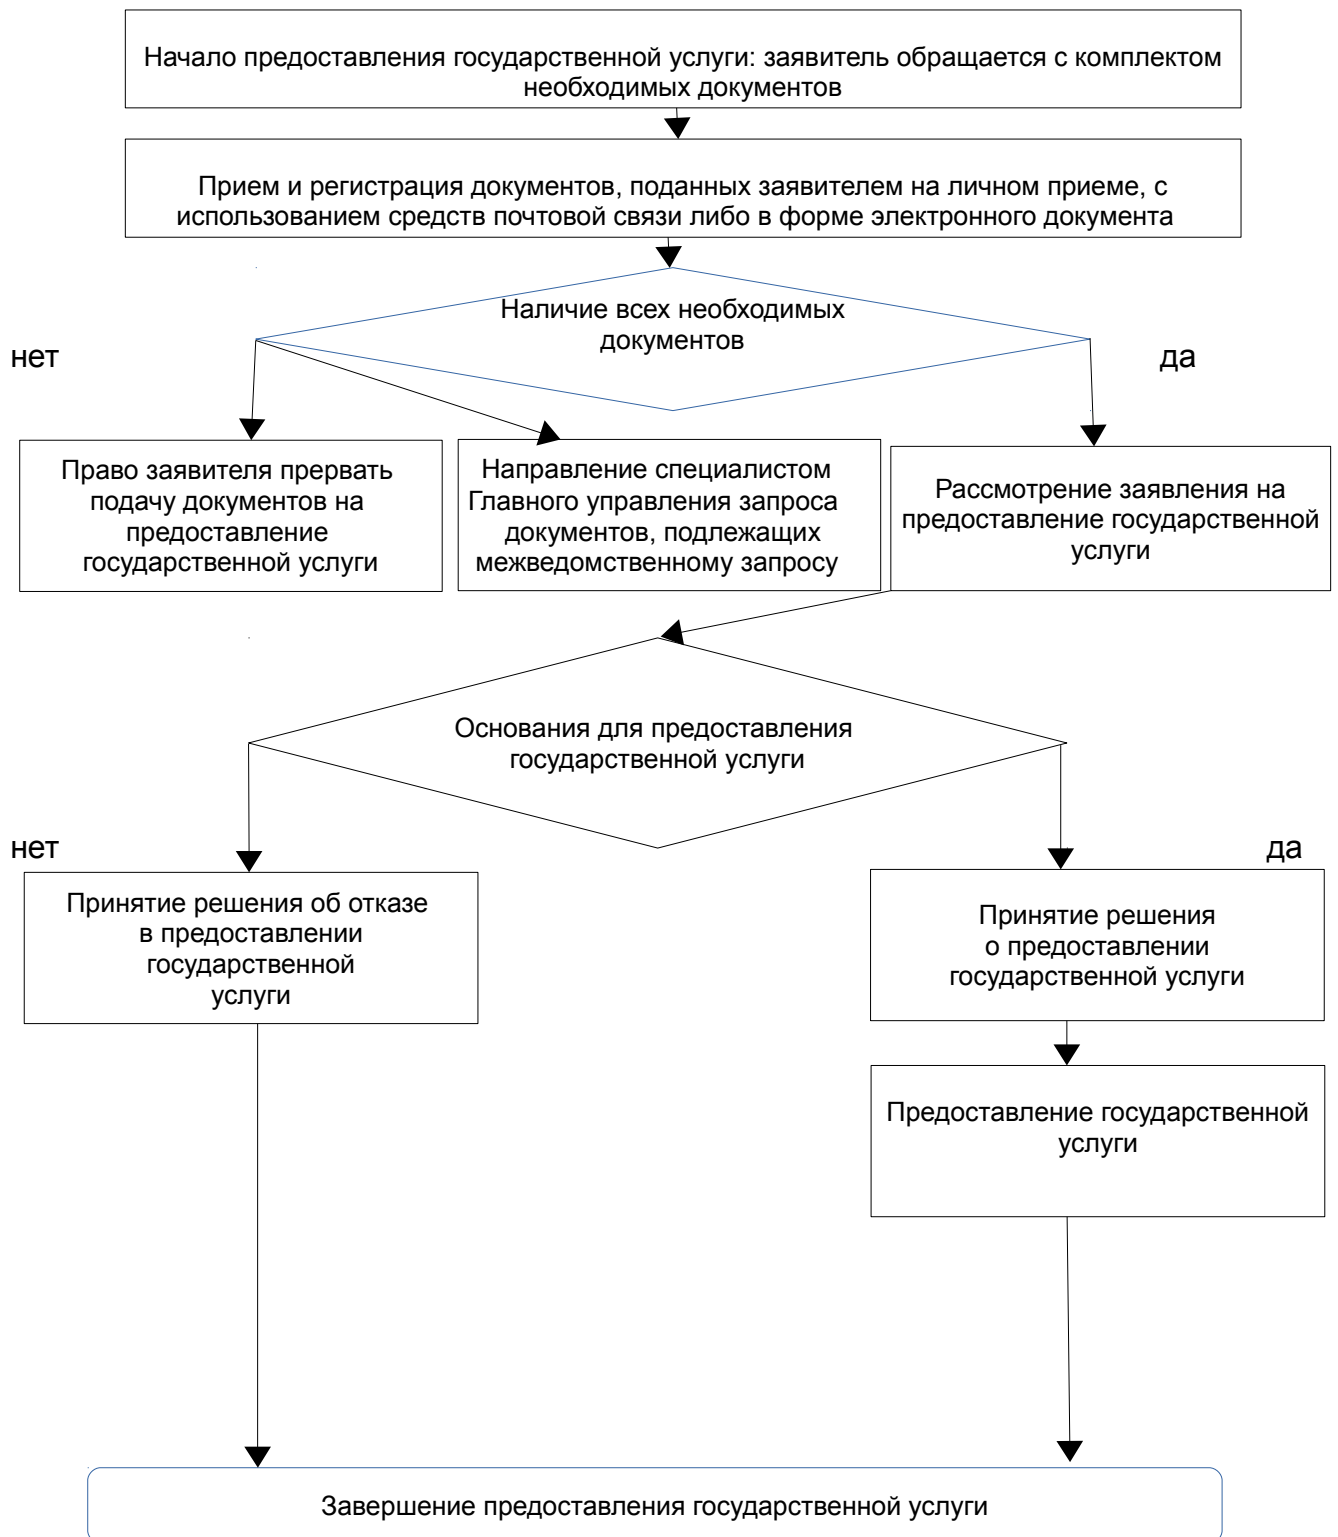 Начало предоставления государственной услуги: заявитель обращается с комплектом
необходимых документов
Прием и регистрация документов, поданных заявителем на личном приеме, с
использованием средств почтовой связи либо в форме электронного документа
Наличие всех необходимых
документов
нет
да
Право заявителя прервать
подачу документов на
предоставление
государственной услуги
Направление специалистом
Главного управления запроса
документов, подлежащих
межведомственному запросу
Рассмотрение заявления на
предоставление государственной
услуги
Основания для предоставления
государственной услуги
нет
да
Принятие решения об отказе
в предоставлении
государственной
услуги
Принятие решения
о предоставлении
государственной услуги
Предоставление государственной
услуги
Завершение предоставления государственной услуги